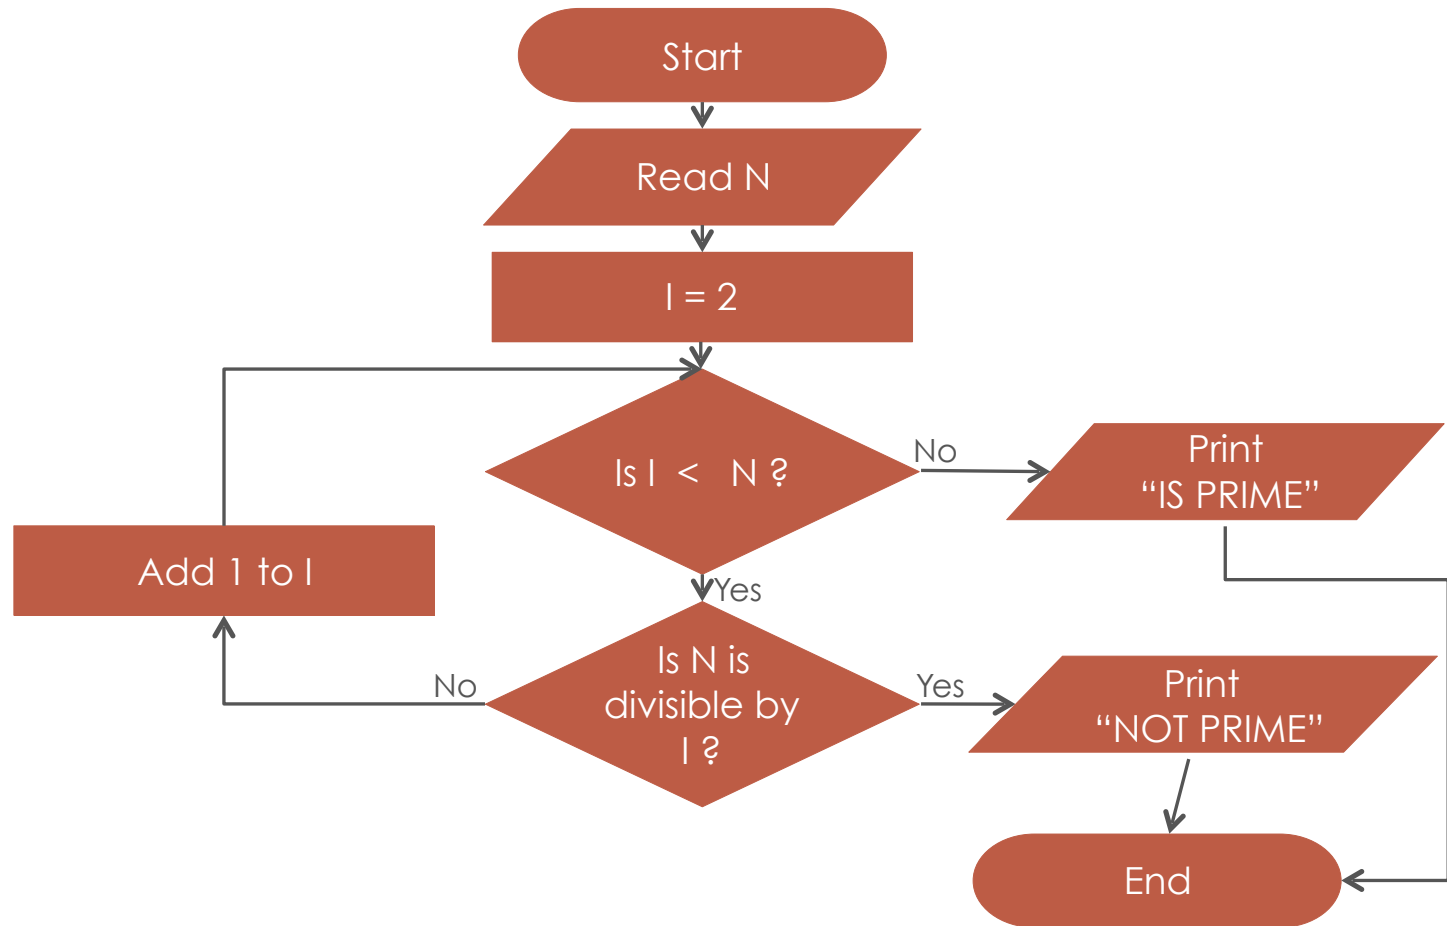 Start
Read N
I = 2
Is I < N ?
No
Print
“IS PRIME”
Add 1 to I
Yes
Is N is
divisible by
I ?
No
Yes
Print
“NOT PRIME”
End